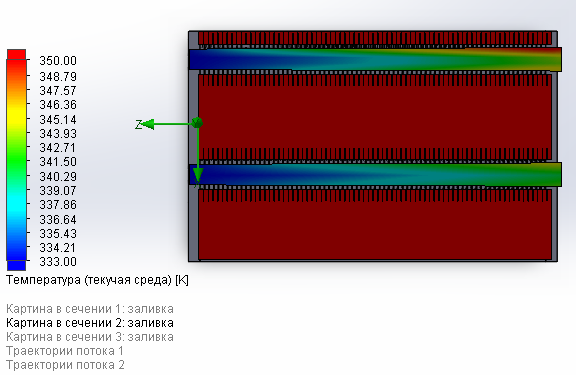 350.00
348.79
347.57
346.36
345.14
343.93
342.71
341.50
340.29
339.07
337.86
336.64
335.43
334.21
333.00
Температура (текучая среда) [K]
Картина в сечении 1: заливка
Картина в сечении 2: заливка
Картина в сечении 3: заливка
Траектории потока 1
Траектории потока 2
Z